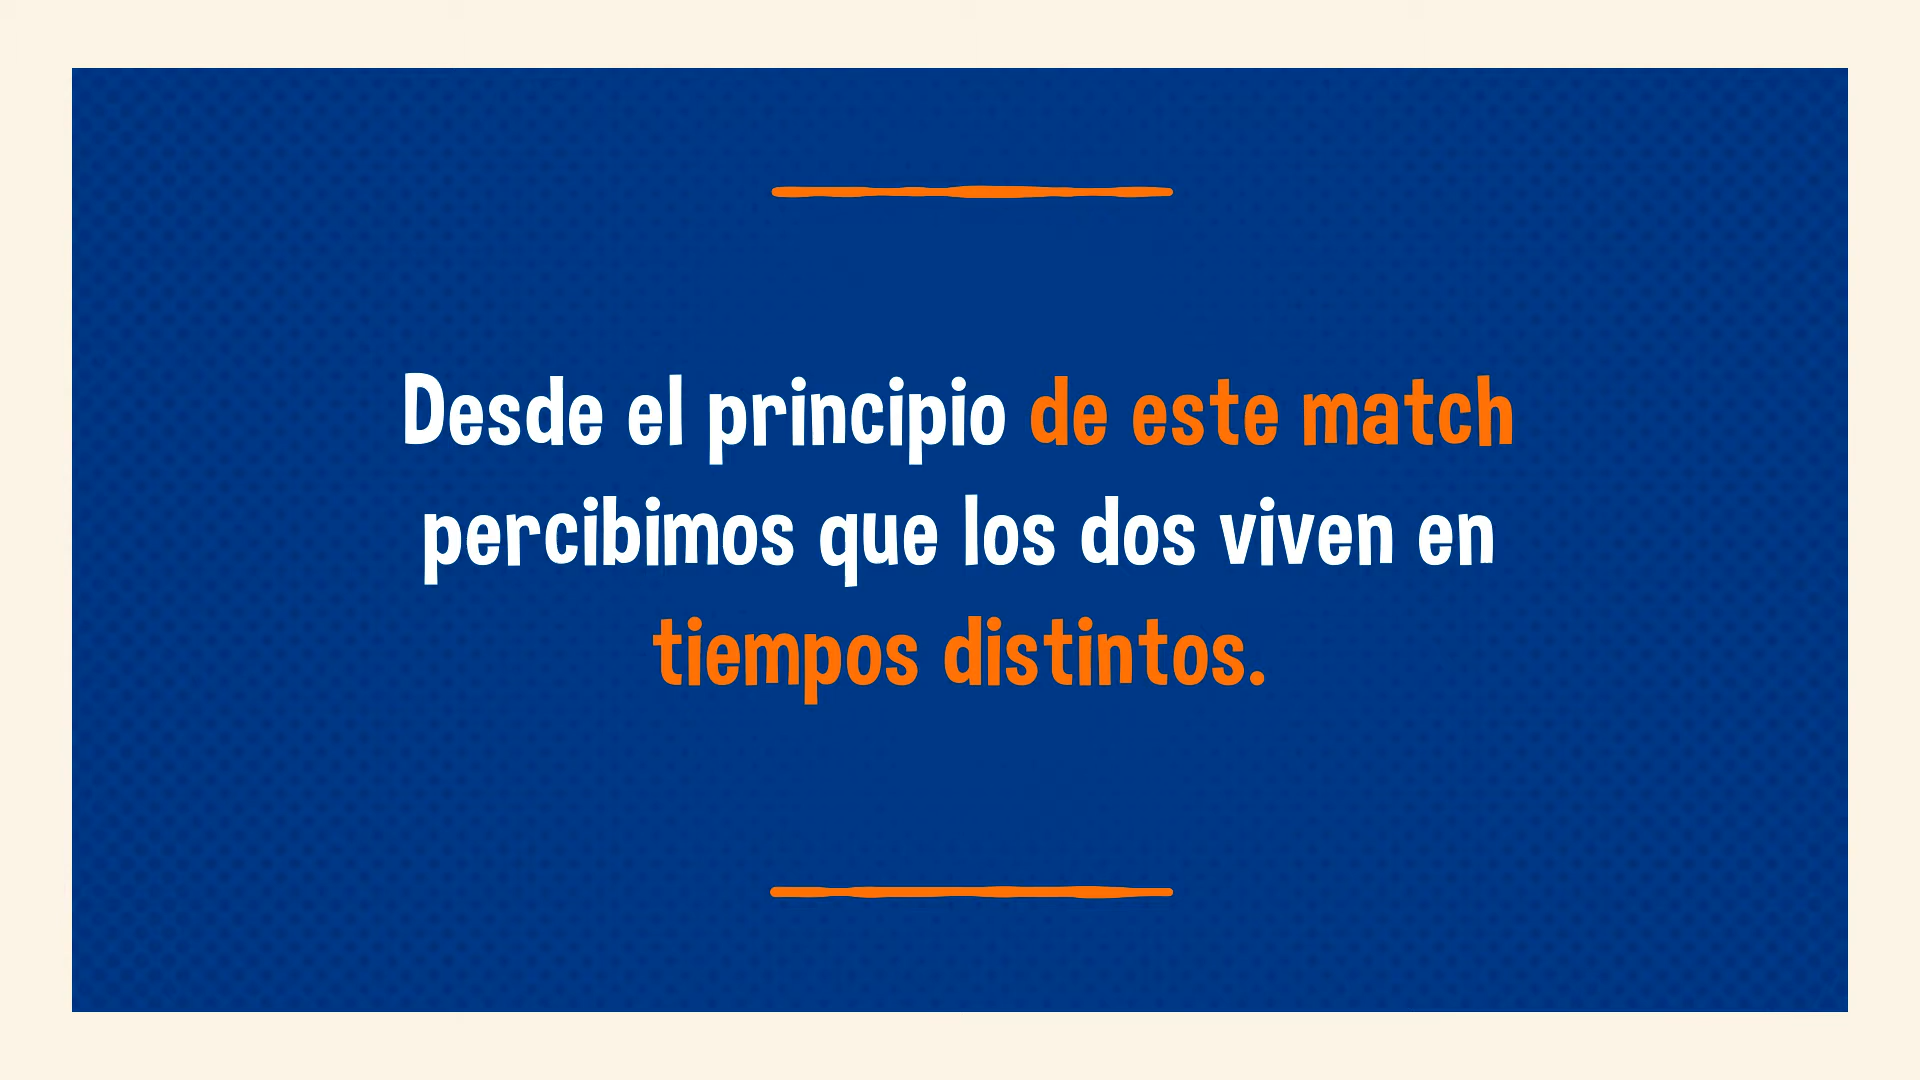 Desde el principio de este match
percibimos que los dos viven en
tiempos distintos.